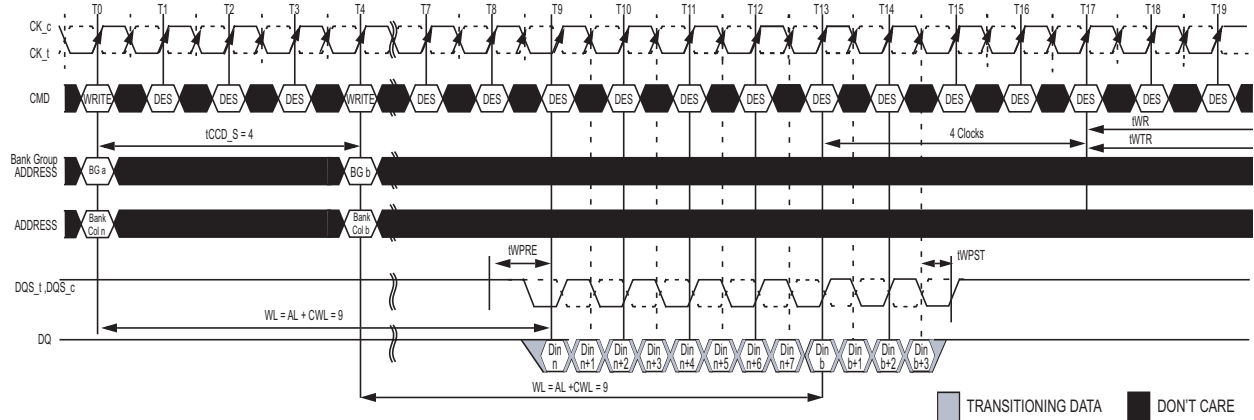 T0 T1 T2 T3 T4 T7 T8 T9 T10 T11 T12 T13 T14 T15 T16 T17 T18 T19
CK_c
CK_t
CMD WRITE DES DES DES WRITE DES DES DES DES DES DES DES DES DES DES DES DES DES
tCCD_S = 4 4 Clocks tWR
tWTR
Bank Group
ADDRESS BG a BG b
ADDRESS Bank Col n Bank Col b
tWPRE tWPST
DQS_t ,DQS_c
WL = AL + CWL = 9
DQ Din n Din n+1 Din n+2 Din n+3 Din n+4 Din n+5 Din n+6 Din n+7 Din b Din b+1 Din b+2 Din b+3
WL = AL +CWL = 9
TRANSITIONING DATA DON'T CARE